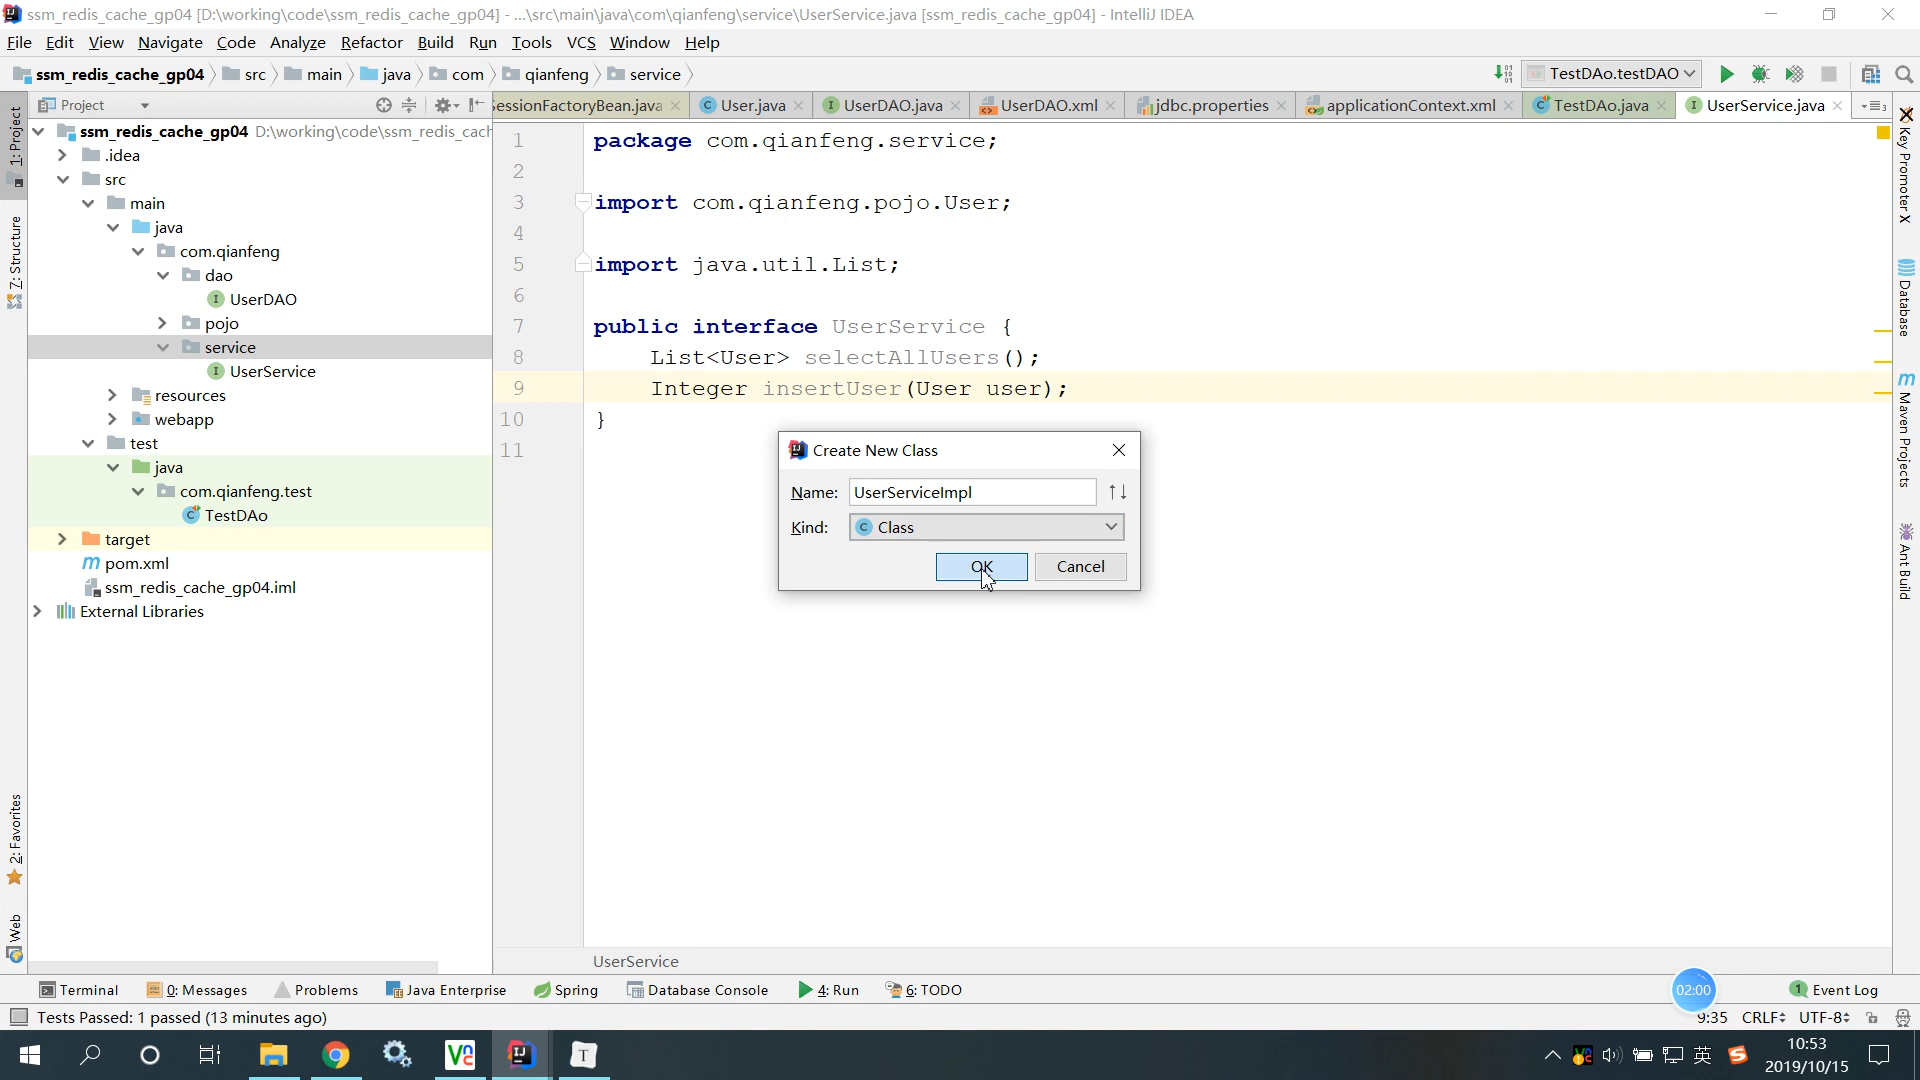 ssm_redis_cache_gp04 [D:\working\code\ssm_redis_cache_gp04] - ...\src\main\java\com\qianfeng\service\UserService.java [ssm_redis_cache_gp04] - IntelliJ IDEA
File Edit View Navigate Code Analyze Refactor Build Run Tools VCS Window Help
ssm_redis_cache_gp04 src main java com qianfeng service TestDAo.testDAO
Project essionFactoryBean.java User.java UserDAO.java UserDAO.xml jdbc.properties applicationContext.xml TestDAo.java UserService.java
ssm_redis_cache_gp04 D:\working\code\ssm_redis_cach
.idea
src
main
java
com.qianfeng
dao
UserDAO
pojo
service
UserService
resources
webapp
test
java
com.qianfeng.test
TestDAo
target
pom.xml
ssm_redis_cache_gp04.iml
External Libraries
1: Project
7: Structure
2: Favorites
Web
1 package com.qianfeng.service;
2
3 import com.qianfeng.pojo.User;
4
5 import java.util.List;
6
7 public interface UserService {
8 List<User> selectAllUsers();
9 Integer insertUser(User user);
10 }
11
Create New Class
Name: UserServiceImpl
Kind: Class
OK Cancel
Key Promoter X
Database
Maven Projects
Ant Build
UserService
Terminal 0: Messages Problems Java Enterprise Spring Database Console 4: Run 6: TODO 02:00 1 Event Log
Tests Passed: 1 passed (13 minutes ago) 9:35 CRLF UTF-8
英 10:53
2019/10/15